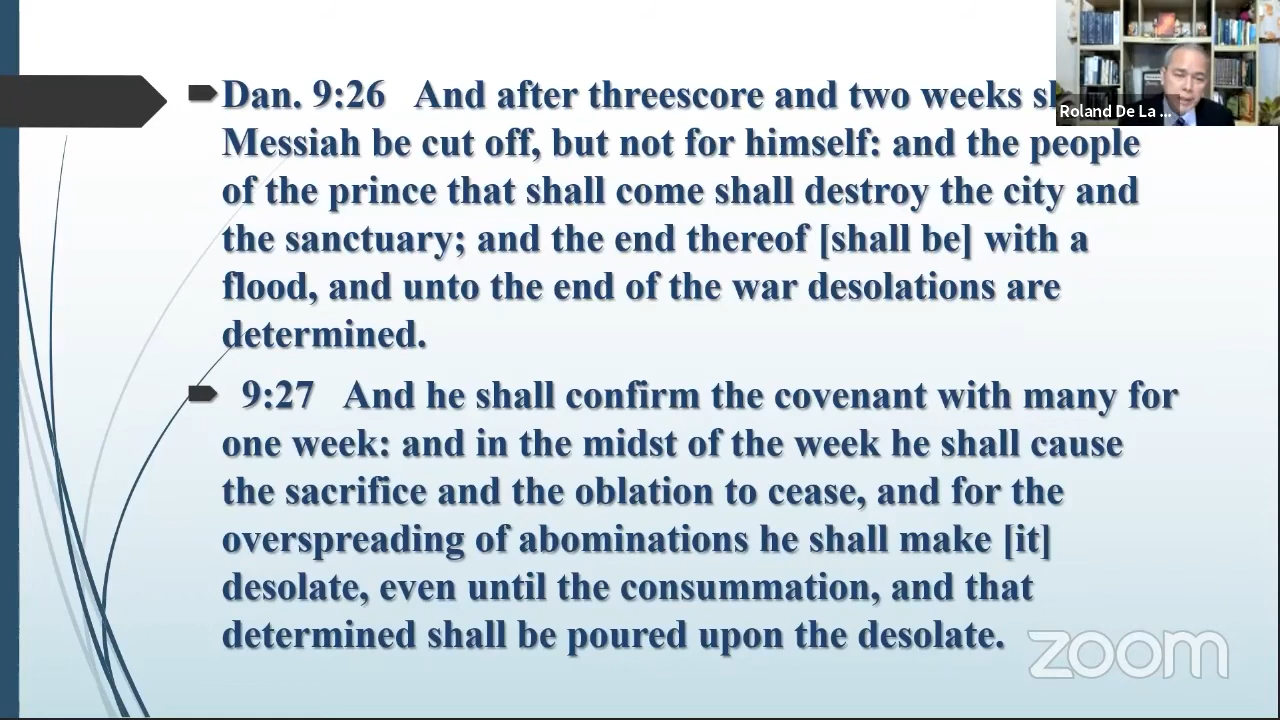 Dan. 9:26 And after threescore and two weeks
Messiah be cut off, but not for himself: and the people
of the prince that shall come shall destroy the city and
the sanctuary; and the end thereof [shall be] with a
flood, and unto the end of the war desolations are
determined.
9:27 And he shall confirm the covenant with many for
one week: and in the midst of the week he shall cause
the sacrifice and the oblation to cease, and for the
overspreading of abominations he shall make [it]
desolate, even until the consummation, and that
determined shall be poured upon the desolate.
Roland De La ...
zoom